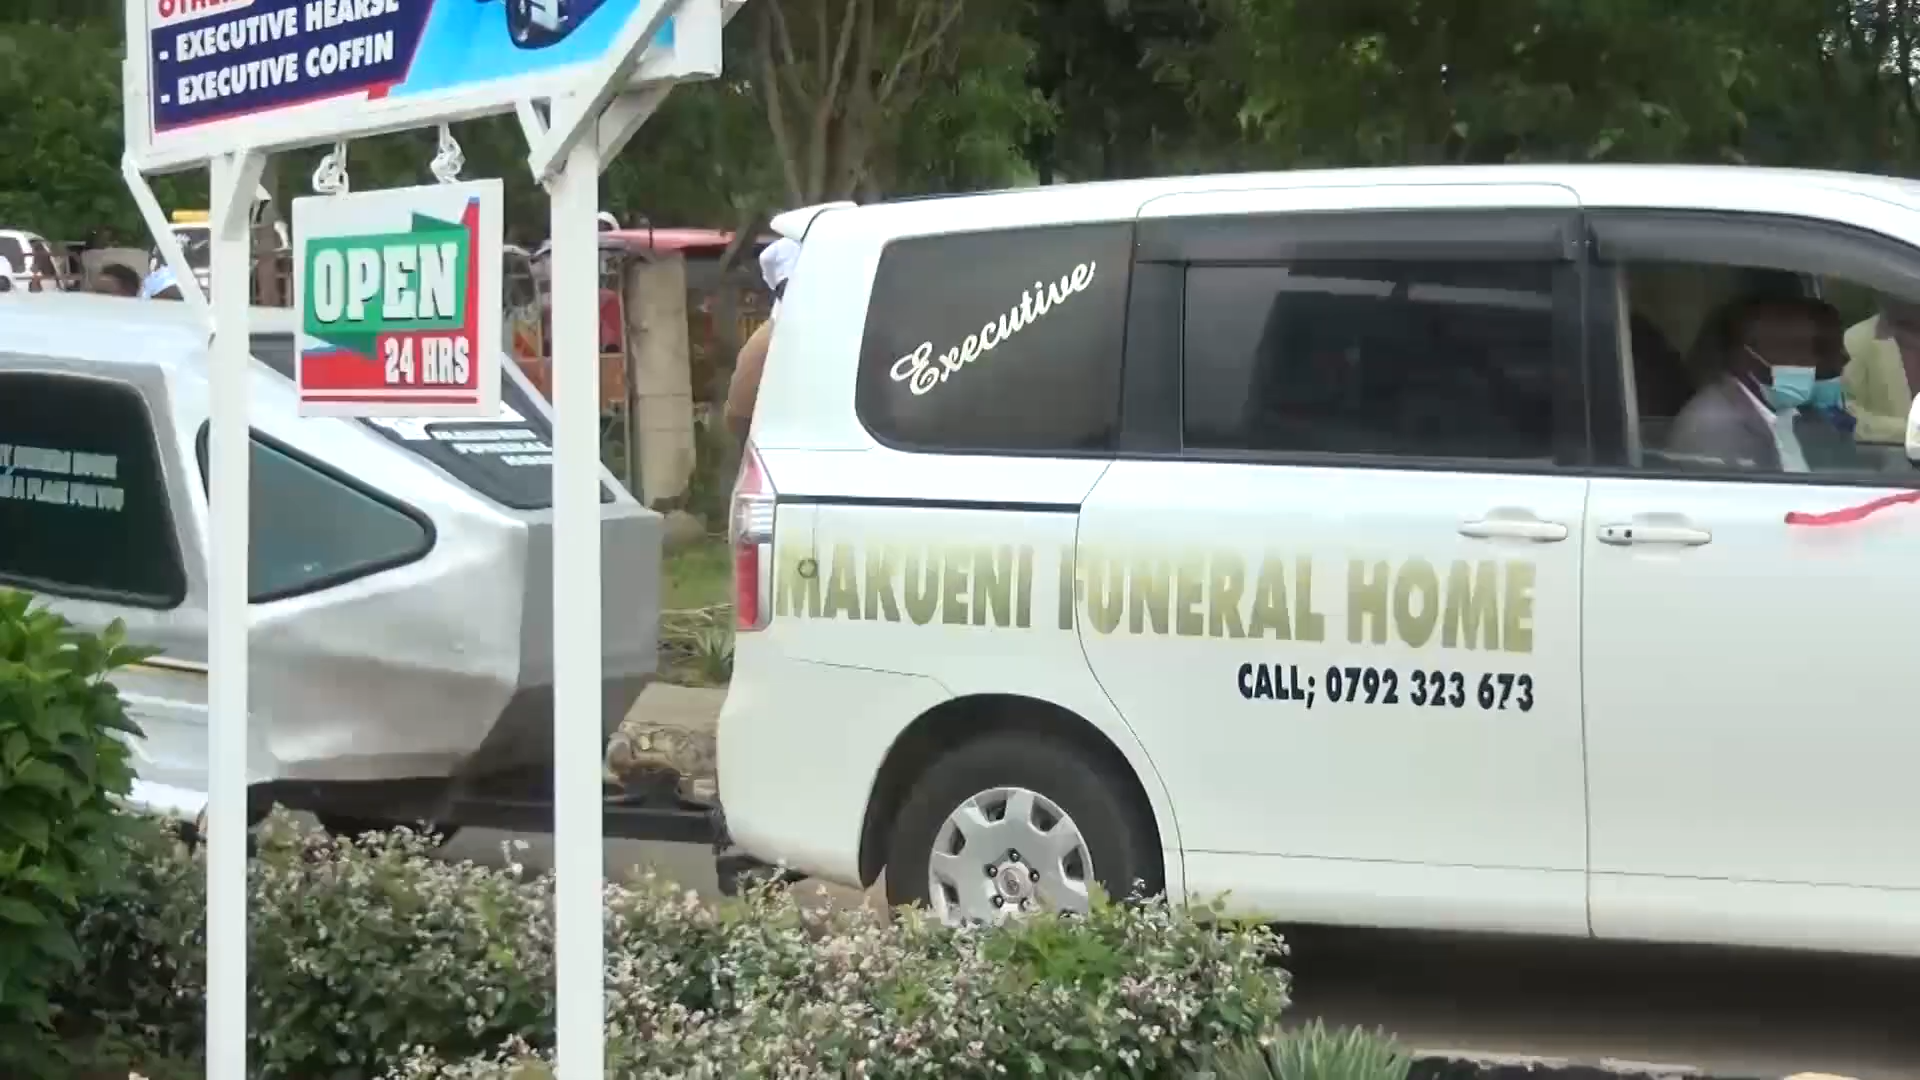 - EXECUTIVE HEARSE
- EXECUTIVE COFFIN
OPEN
24 HRS
Executive
MAKUENI FUNERAL HOME
CALL; 0792 323 673